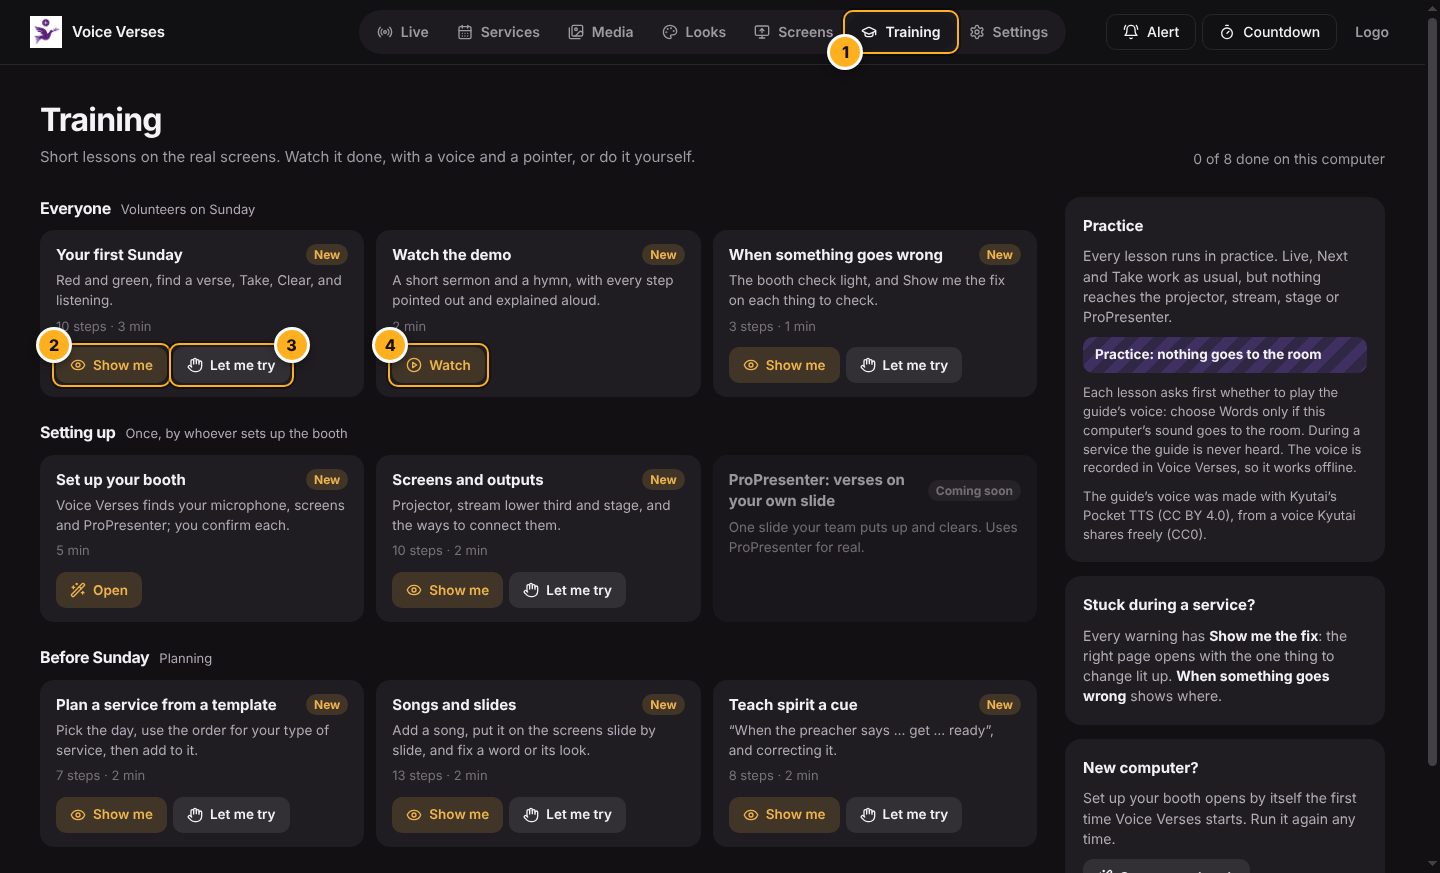 Voice Verses
Live
Services
Media
Looks
Screens
Training
Settings
Alert
Countdown
Logo
1
Training
Short lessons on the real screens. Watch it done, with a voice and a pointer, or do it yourself.
0 of 8 done on this computer
Everyone Volunteers on Sunday
Your first Sunday
New
Red and green, find a verse, Take, Clear, and
listening.
10 steps · 3 min
2
Show me
Let me try
3
Watch the demo
New
A short sermon and a hymn, with every step
pointed out and explained aloud.
2 min
4
Watch
When something goes wrong
New
The booth check light, and Show me the fix
on each thing to check.
3 steps · 1 min
Show me
Let me try
Setting up Once, by whoever sets up the booth
Set up your booth
New
Voice Verses finds your microphone, screens
and ProPresenter; you confirm each.
5 min
Open
Screens and outputs
New
Projector, stream lower third and stage, and
the ways to connect them.
10 steps · 2 min
Show me
Let me try
ProPresenter: verses on
your own slide
Coming soon
One slide your team puts up and clears. Uses
ProPresenter for real.
Before Sunday Planning
Plan a service from a template
New
Pick the day, use the order for your type of
service, then add to it.
7 steps · 2 min
Show me
Let me try
Songs and slides
New
Add a song, put it on the screens slide by
slide, and fix a word or its look.
13 steps · 2 min
Show me
Let me try
Teach spirit a cue
New
“When the preacher says ... get ... ready”,
and correcting it.
8 steps · 2 min
Show me
Let me try
Practice
Every lesson runs in practice. Live, Next
and Take work as usual, but nothing
reaches the projector, stream, stage or
ProPresenter.
Practice: nothing goes to the room
Each lesson asks first whether to play the
guide’s voice: choose Words only if this
computer’s sound goes to the room. During a
service the guide is never heard. The voice is
recorded in Voice Verses, so it works offline.
The guide’s voice was made with Kyutai’s
Pocket TTS (CC BY 4.0), from a voice Kyutai
shares freely (CC0).
Stuck during a service?
Every warning has Show me the fix: the
right page opens with the one thing to
change lit up. When something goes
wrong shows where.
New computer?
Set up your booth opens by itself the first
time Voice Verses starts. Run it again any
time.